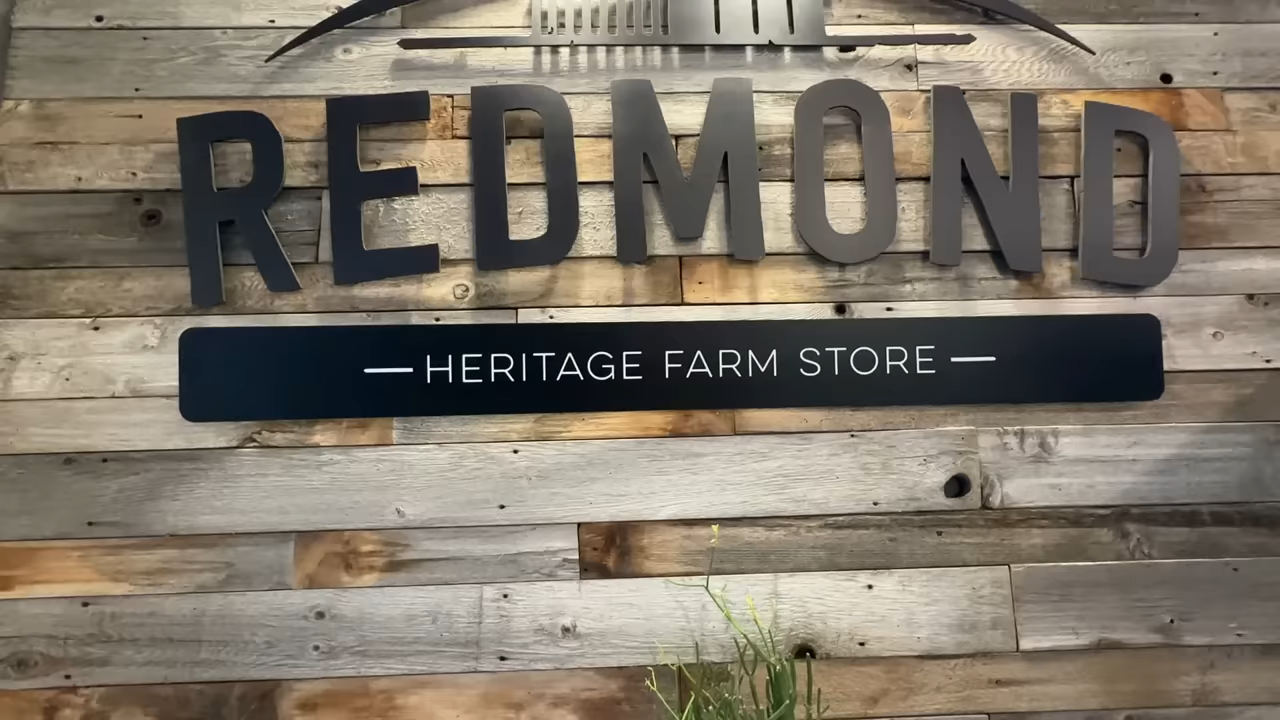 REDMOND
— HERITAGE FARM STORE —